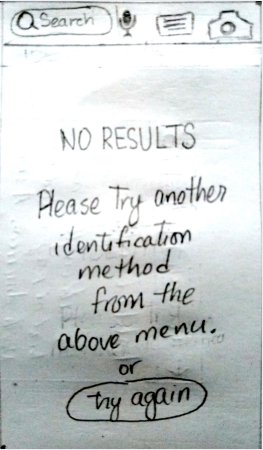 Search
NO RESULTS
Please Try another
identification
method
from the
above menu.
or
try again